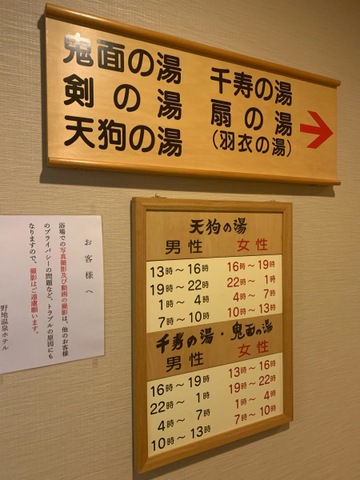 鬼面の湯 千寿の湯
剣の湯 扇の湯
天狗の湯 (羽衣の湯)
お客様へ
浴場での写真撮影及び動画の撮影は、他のお客様
のプライバシーの問題など、トラブルの原因にも
なりますので、撮影はご遠慮願います。
野地温泉ホテル
天狗の湯
男性 女性
13時〜16時 16時〜19時
19時〜22時 22時〜1時
1時〜4時 4時〜7時
7時〜10時 10時〜13時
千寿の湯・鬼面の湯
男性 女性
16時〜19時 13時〜16時
22時〜1時 19時〜22時
4時〜7時 1時〜4時
10時〜13時 7時〜10時